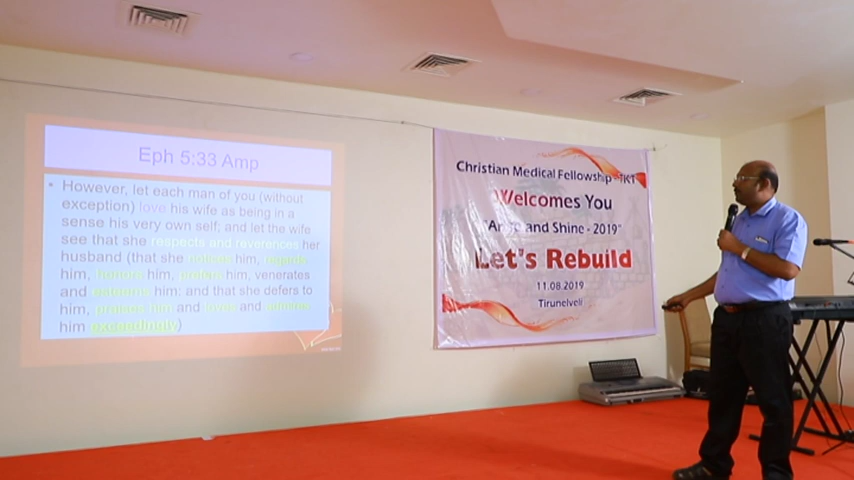 Eph 5:33 Amp
• However, let each man of you (without
exception) love his wife as being in a
sense his very own self; and let the wife
see that she respects and reverences her
husband (that she notices him, regards
him, honors him, prefers him, venerates
and esteems him: and that she defers to
him, praises him and loves and admires
him exceedingly)
Christian Medical Fellowship - TKT
Welcomes You
"Arise and Shine - 2019"
Let's Rebuild
11.08.2019
Tirunelveli